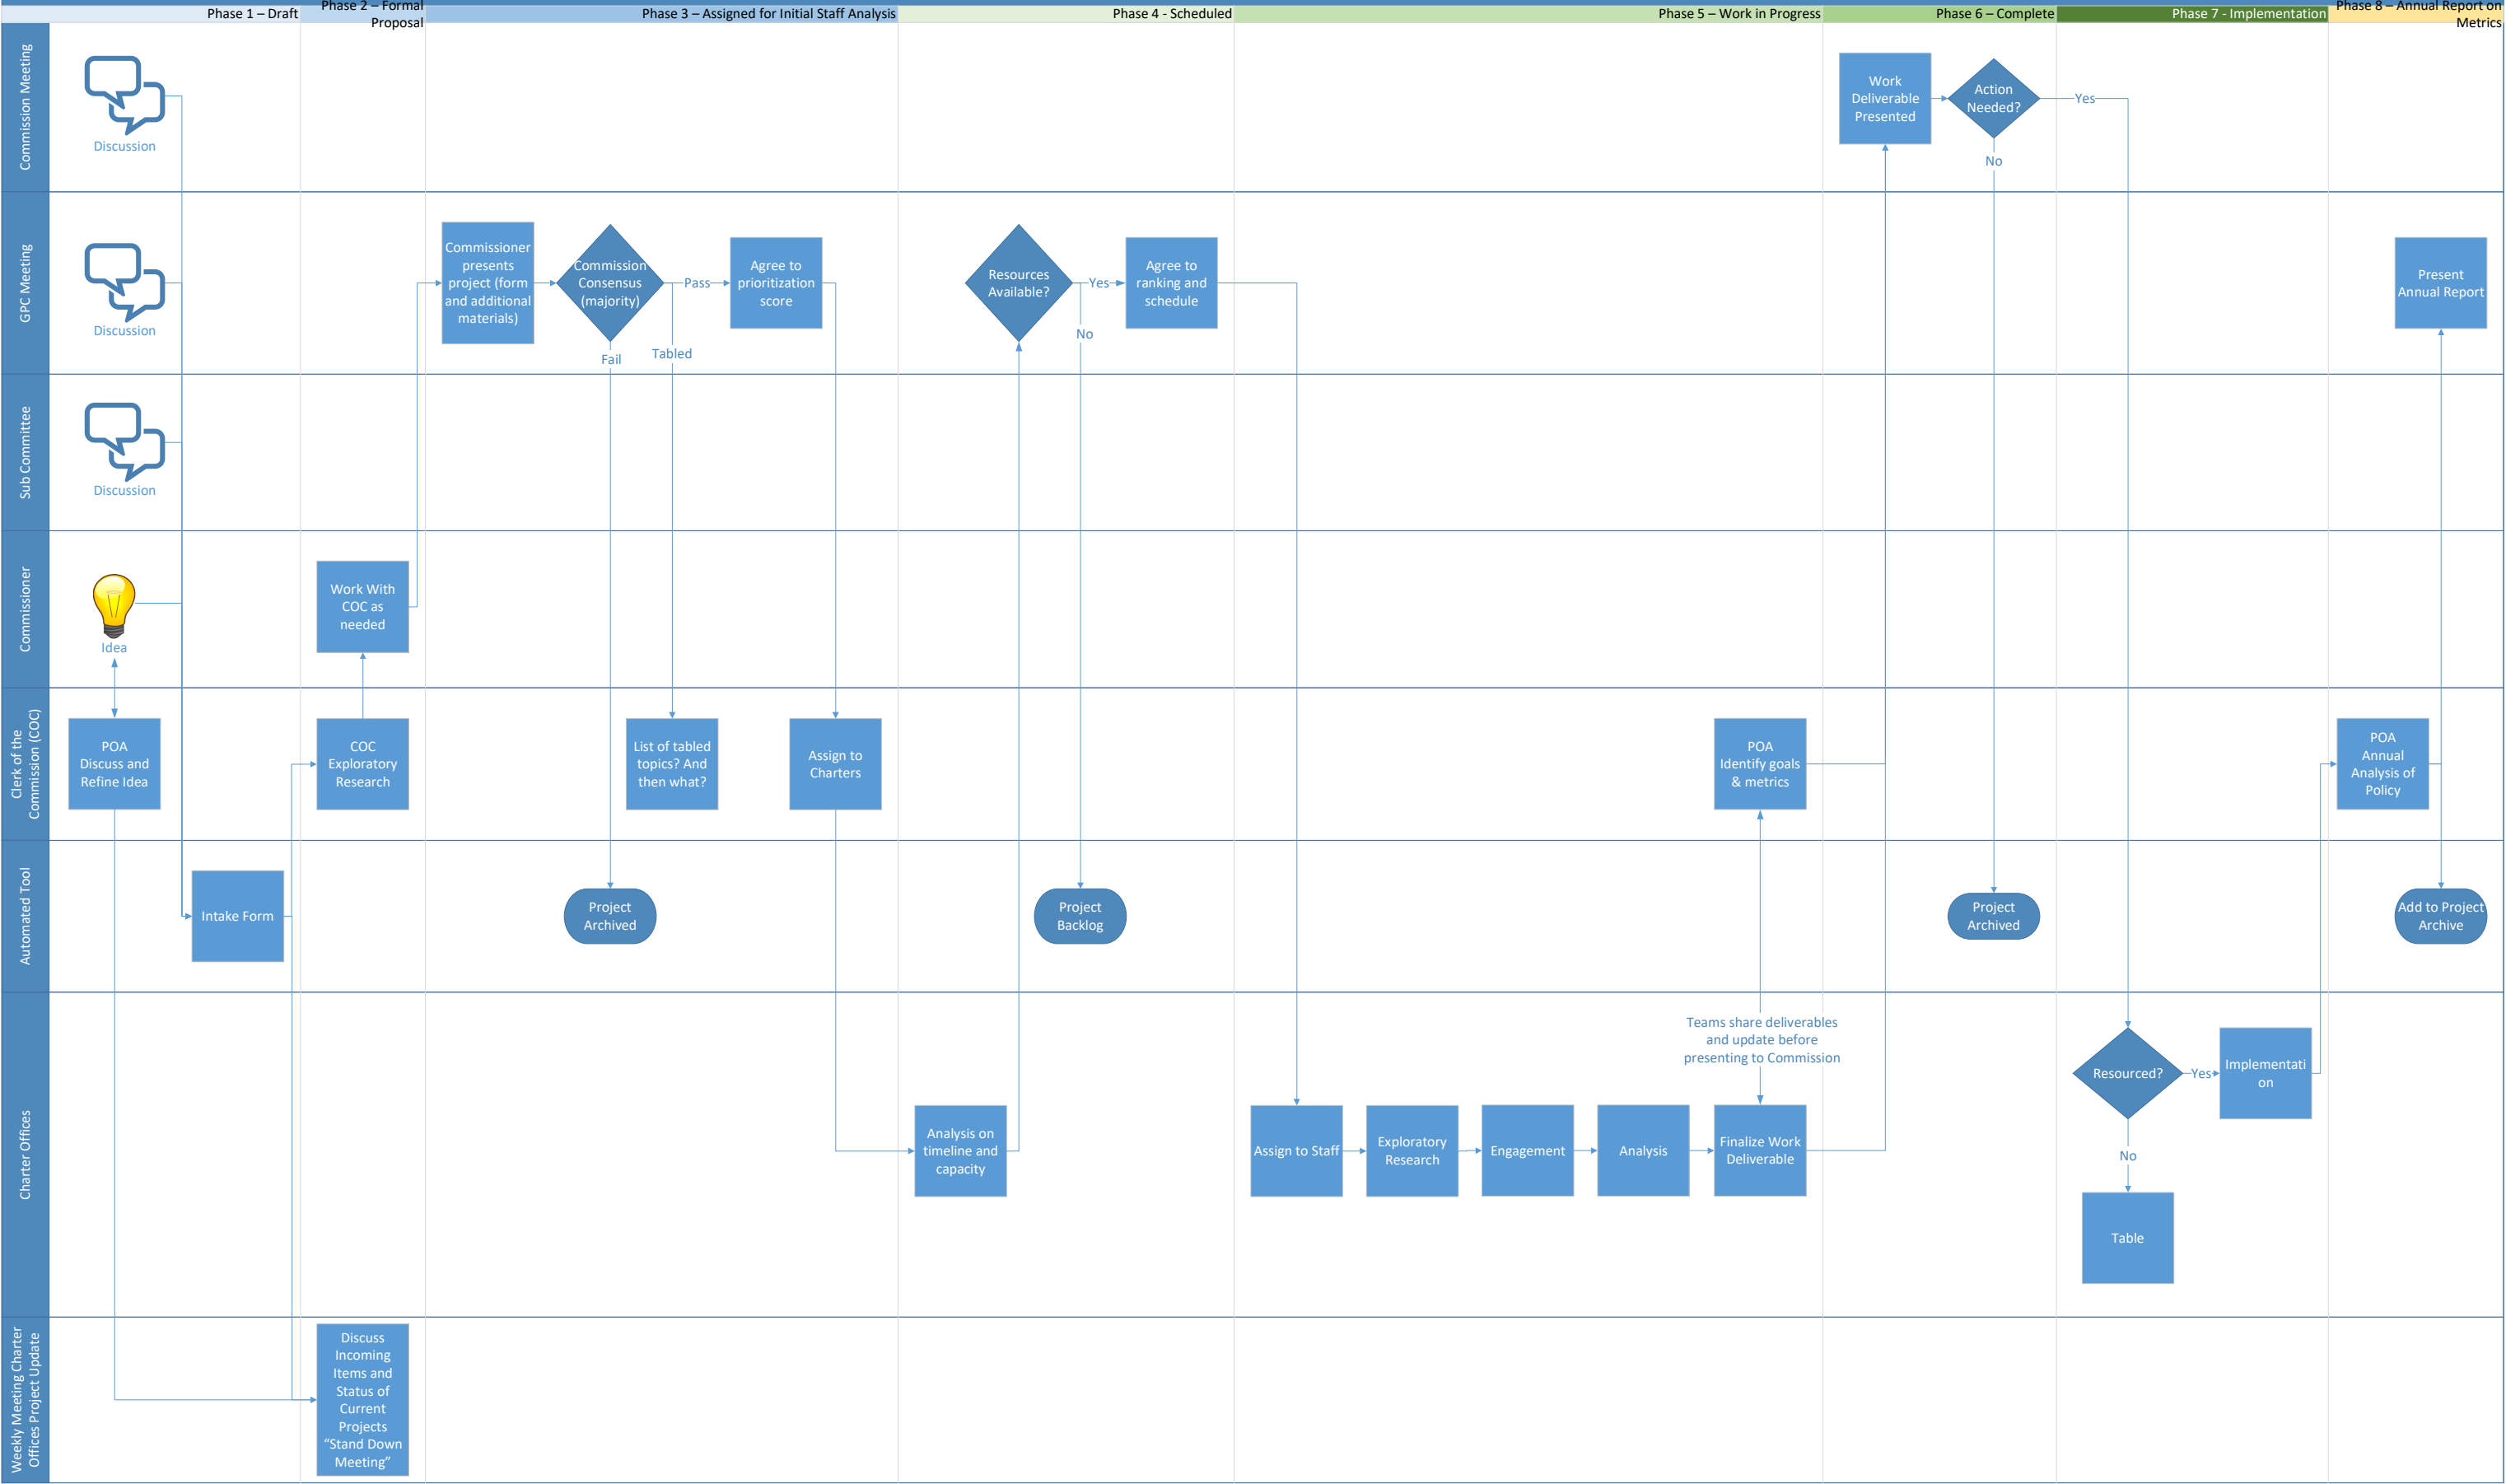 Phase 1 – Draft
Phase 2 – Formal
Proposal
Phase 3 – Assigned for Initial Staff Analysis
Phase 4 - Scheduled
Phase 5 – Work in Progress
Phase 6 – Complete
Phase 7 - Implementation
Phase 8 – Annual Report on
Metrics
Commission Meeting
Discussion
Work
Deliverable
Presented
Action
Needed?
Yes
No
GPC Meeting
Discussion
Commissioner
presents
project (form
and additional
materials)
Commission
Consensus
(majority)
Pass
Fail
Tabled
Agree to
prioritization
score
Resources
Available?
Yes
No
Agree to
ranking and
schedule
Present
Annual Report
Sub Committee
Discussion
Commissioner
Idea
Work With
COC as
needed
Clerk of the
Commission (COC)
POA
Discuss and
Refine Idea
COC
Exploratory
Research
List of tabled
topics? And
then what?
Assign to
Charters
POA
Identify goals
& metrics
POA
Annual
Analysis of
Policy
Automated Tool
Intake Form
Project
Archived
Project
Backlog
Project
Archived
Add to Project
Archive
Charter Offices
Analysis on
timeline and
capacity
Assign to Staff
Exploratory
Research
Engagement
Analysis
Teams share deliverables
and update before
presenting to Commission
Finalize Work
Deliverable
Resourced?
Yes
Implementati
on
No
Table
Weekly Meeting Charter
Offices Project Update
Discuss
Incoming
Items and
Status of
Current
Projects
“Stand Down
Meeting”